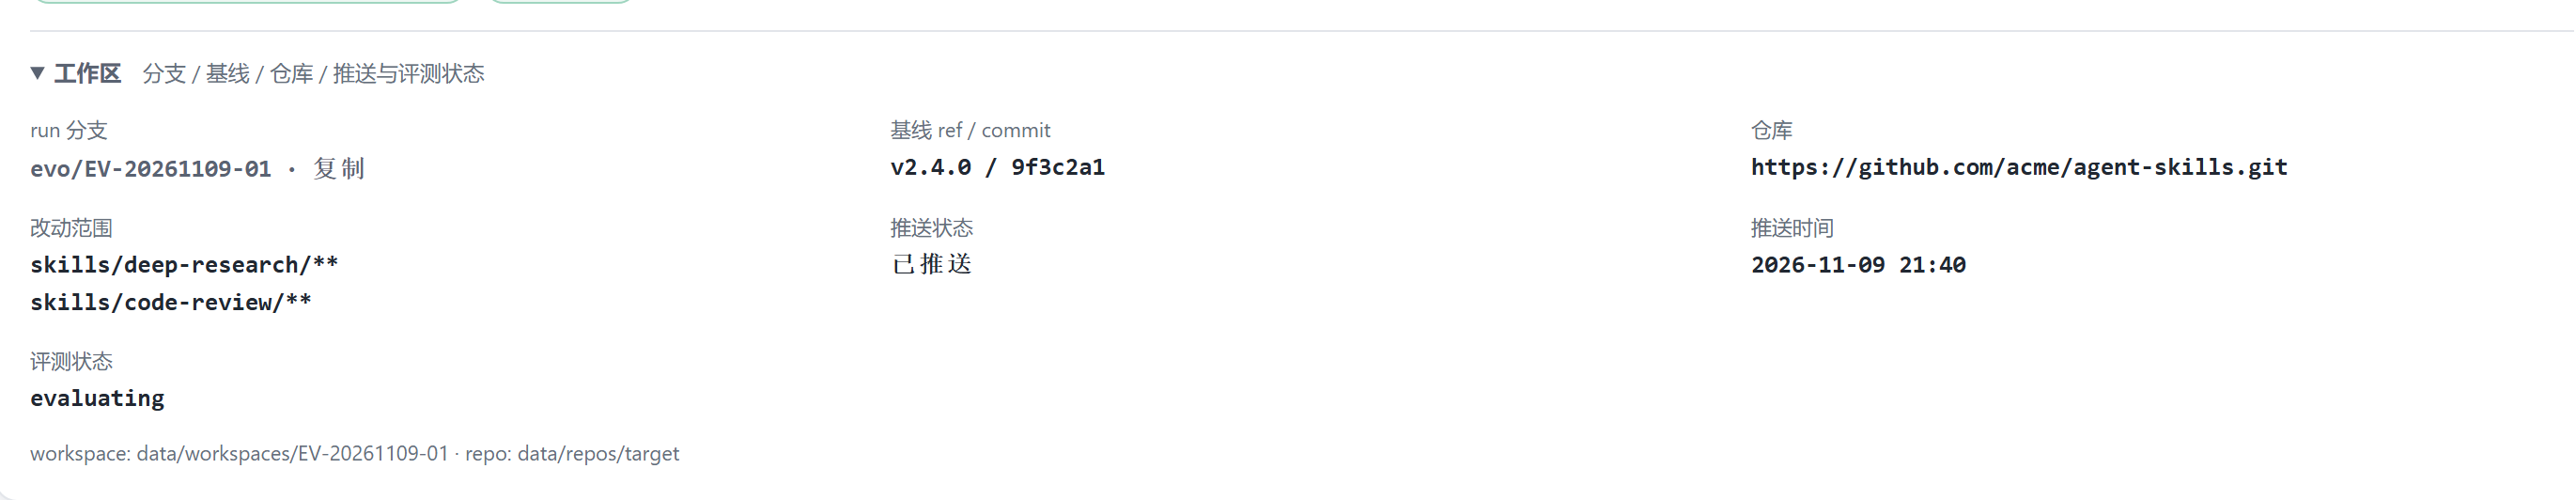 ▼ 工作区 分支 / 基线 / 仓库 / 推送与评测状态
run 分支
evo/EV-20261109-01 · 复制
基线 ref / commit
v2.4.0 / 9f3c2a1
仓库
https://github.com/acme/agent-skills.git
改动范围
skills/deep-research/**
skills/code-review/**
推送状态
已推送
推送时间
2026-11-09 21:40
评测状态
evaluating
workspace: data/workspaces/EV-20261109-01 · repo: data/repos/target